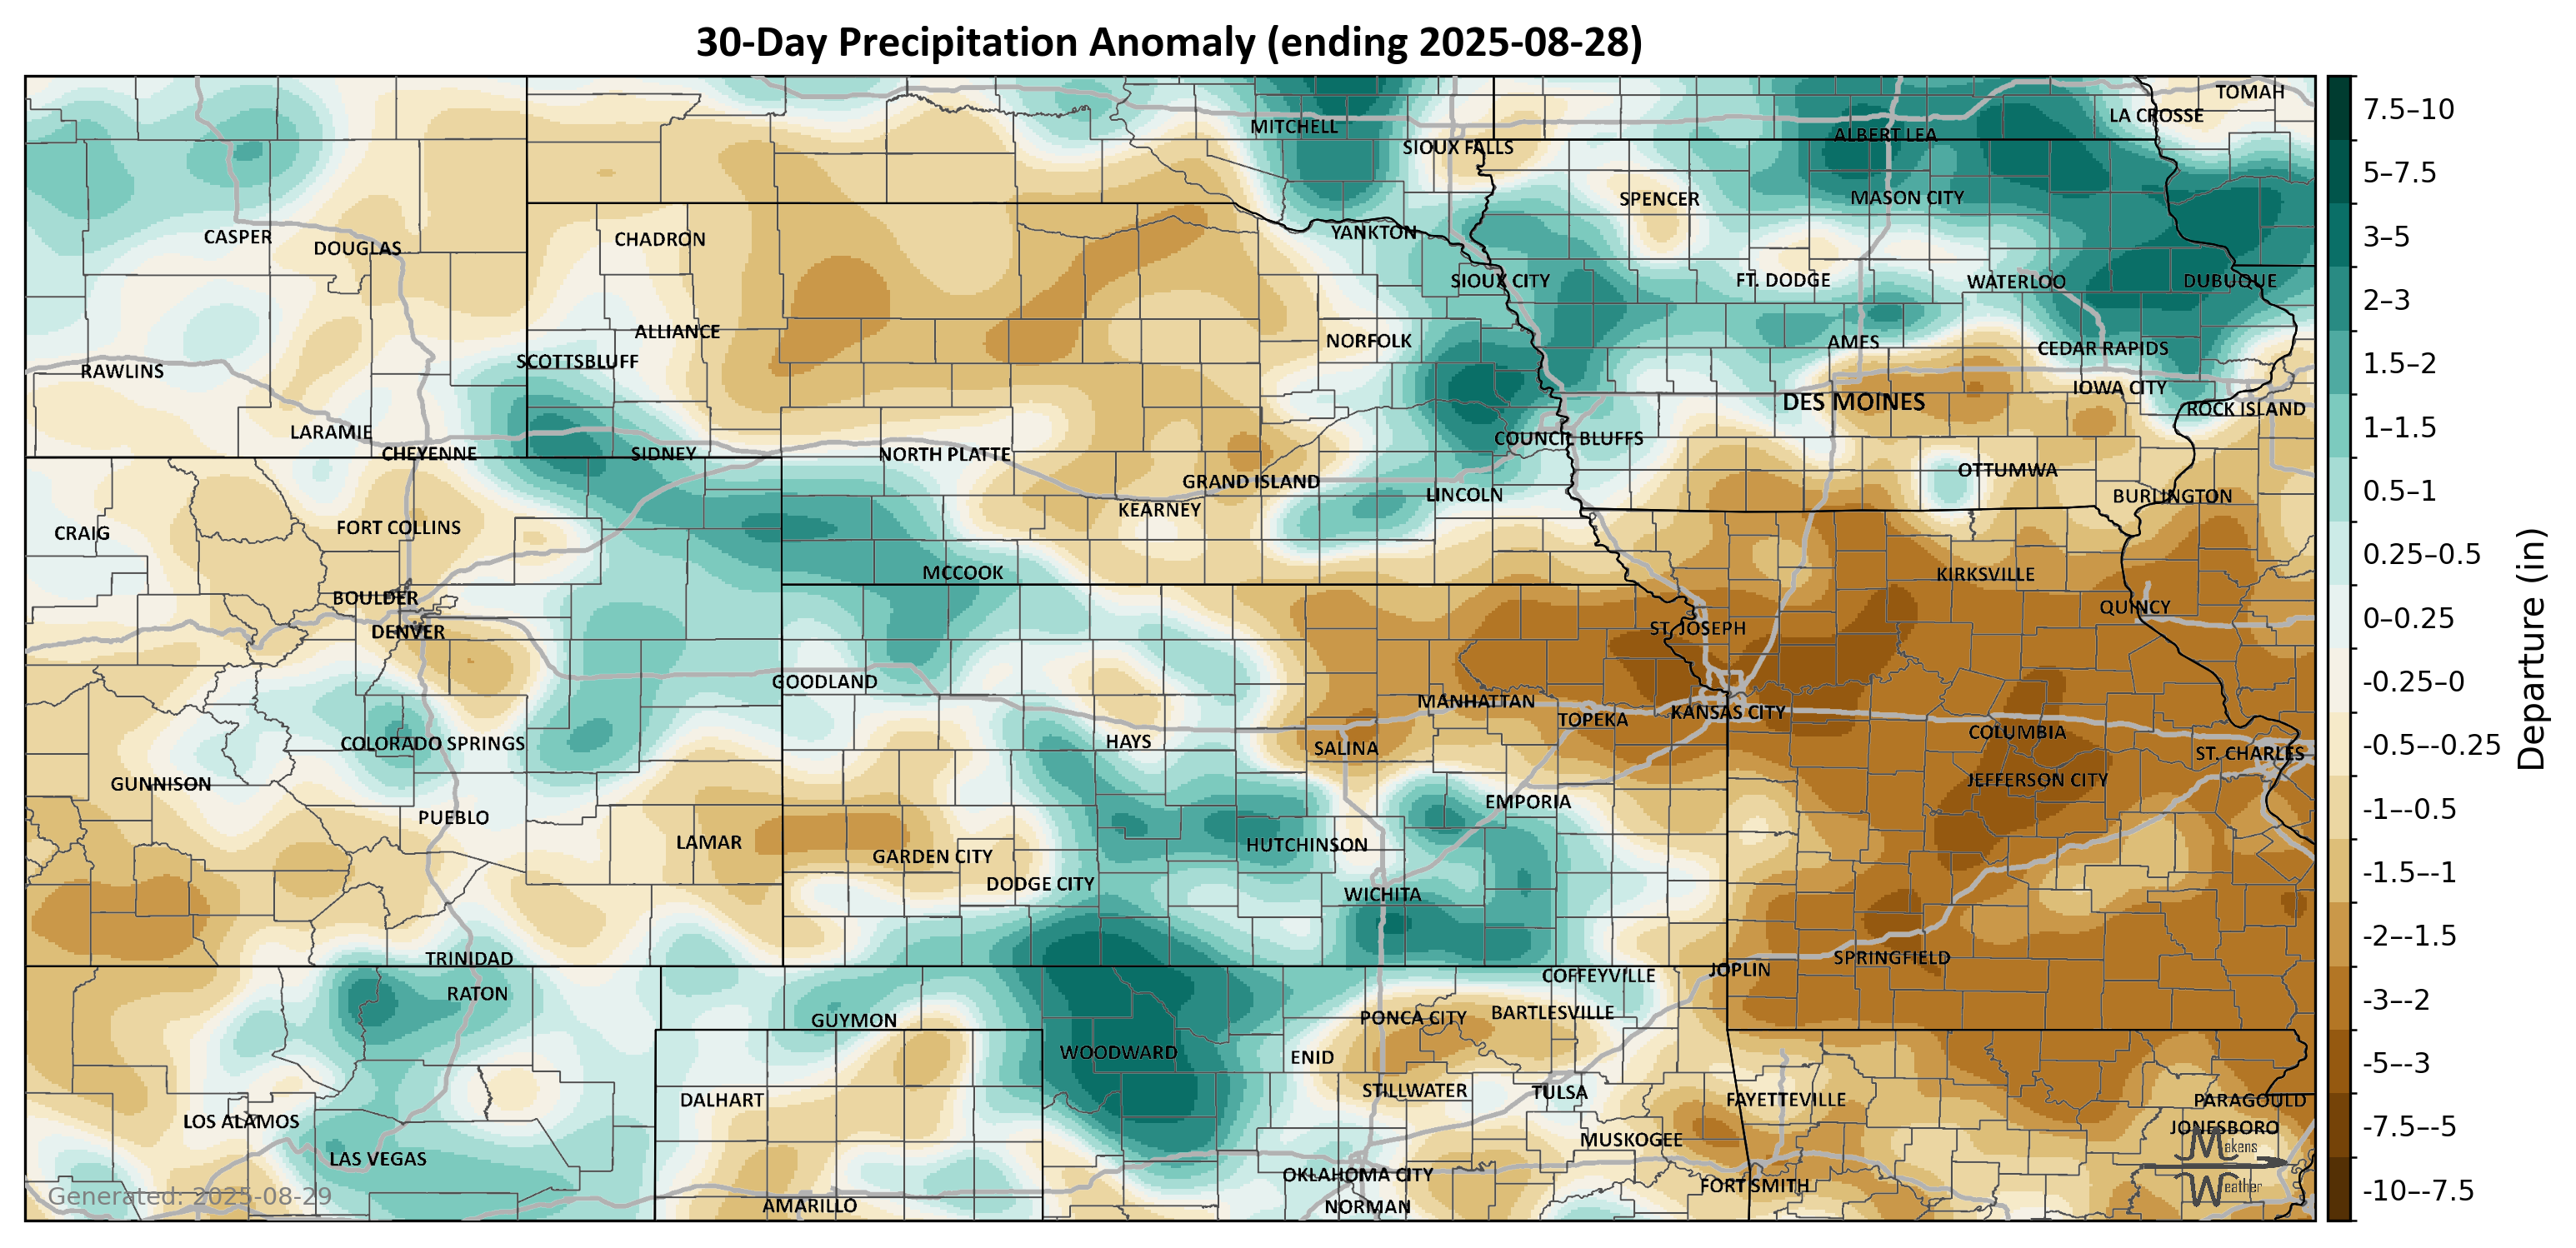 30-Day Precipitation Anomaly (ending 2025-08-28)
TOMAH
LA CROSSE
MITCHELL
ALBERT LEA
SIOUX FALLS
SPENCER
MASON CITY
CASPER
DOUGLAS
CHADRON
YANKTON
SIOUX CITY
FT. DODGE
WATERLOO
DUBUQUE
ALLIANCE
NORFOLK
AMES
CEDAR RAPIDS
SCOTTSBLUFF
RAWLINS
IOWA CITY
DES MOINES
ROCK ISLAND
LARAMIE
COUNCIL BLUFFS
CHEYENNE
SIDNEY
NORTH PLATTE
OTTUMWA
GRAND ISLAND
LINCOLN
BURLINGTON
KEARNEY
CRAIG
FORT COLLINS
MCCOOK
KIRKSVILLE
BOULDER
QUINCY
DENVER
ST. JOSEPH
GOODLAND
MANHATTAN
KANSAS CITY
TOPEKA
COLUMBIA
COLORADO SPRINGS
HAYS
SALINA
ST. CHARLES
GUNNISON
JEFFERSON CITY
EMPORIA
PUEBLO
LAMAR
HUTCHINSON
GARDEN CITY
DODGE CITY
WICHITA
TRINIDAD
SPRINGFIELD
JOPLIN
COFFEYVILLE
RATON
BARTLESVILLE
GUYMON
PONCA CITY
WOODWARD
ENID
STILLWATER
TULSA
DALHART
FAYETTEVILLE
PARAGOULD
LOS ALAMOS
JONESBORO
MUSKOGEE
LAS VEGAS
OKLAHOMA CITY
FORT SMITH
AMARILLO
NORMAN
Generated: 2025-08-29
Makens
Weather
7.5–10
5–7.5
3–5
2–3
1.5–2
1–1.5
0.5–1
0.25–0.5
0–0.25
-0.25–0
-0.5–-0.25
-1–-0.5
-1.5–-1
-2–-1.5
-3–-2
-5–-3
-7.5–-5
-10–-7.5
Departure (in)